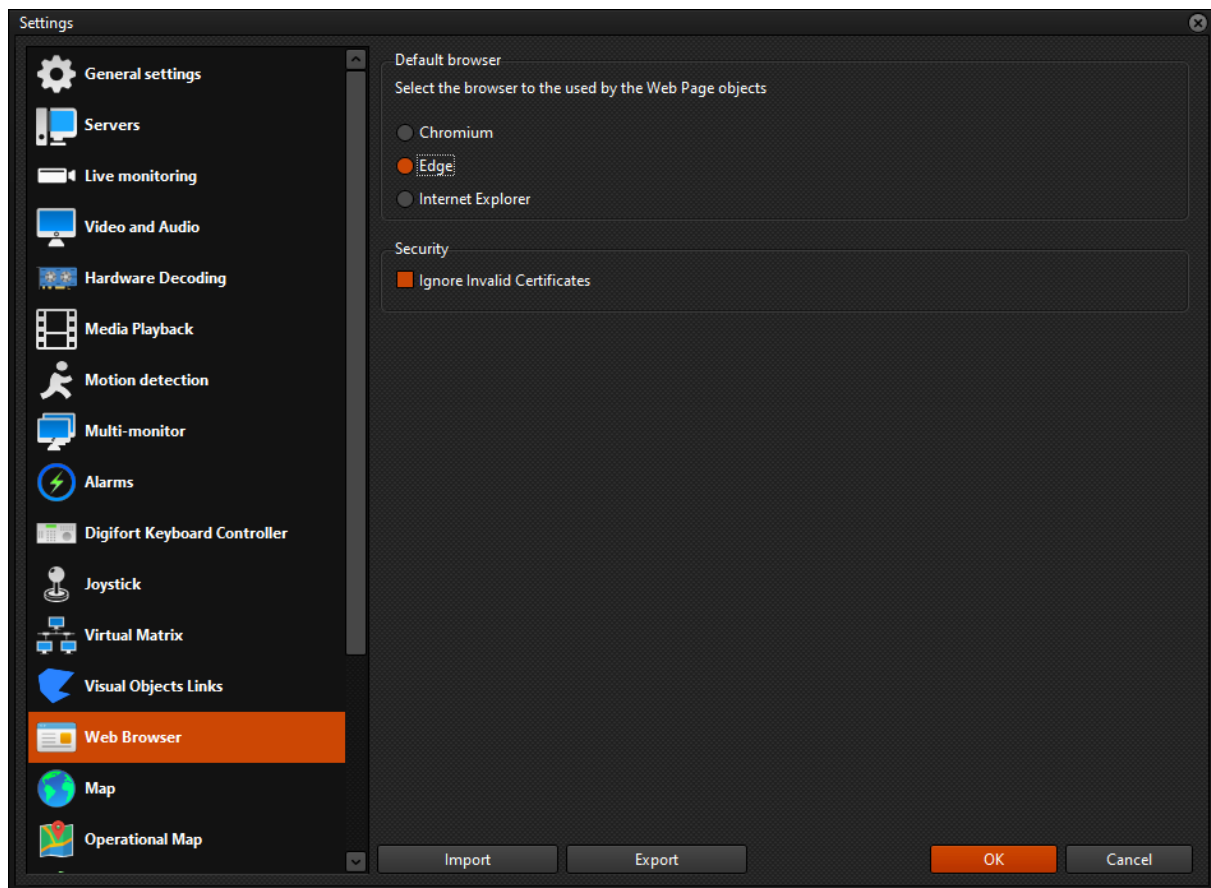 Settings
General settings
Servers
Live monitoring
Video and Audio
Hardware Decoding
Media Playback
Motion detection
Multi-monitor
Alarms
Digifort Keyboard Controller
Joystick
Virtual Matrix
Visual Objects Links
Web Browser
Map
Operational Map
Default browser
Select the browser to the used by the Web Page objects
Chromium
Edge
Internet Explorer
Security
Ignore Invalid Certificates
Import
Export
OK
Cancel